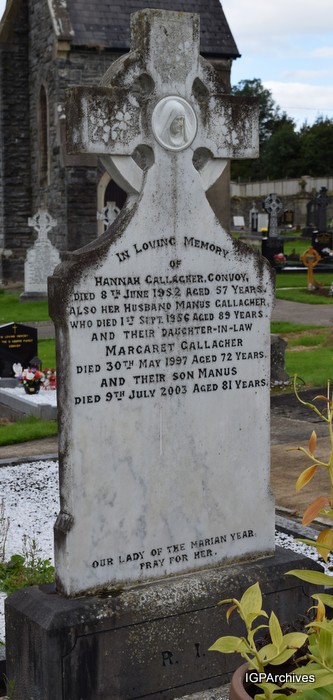 In Loving Memory
OF
HANNAH GALLAGHER, CONVOY,
DIED 8TH JUNE 1952 AGED 57 YEARS.
ALSO HER HUSBAND MANUS GALLAGHER,
WHO DIED 1ST SEPT. 1956 AGED 89 YEARS.
AND THEIR DAUGHTER-IN-LAW
MARGARET GALLAGHER
DIED 30TH MAY 1997 AGED 72 YEARS.
AND THEIR SON MANUS
DIED 9TH JULY 2003 AGED 81 YEARS.
OUR LADY OF THE MARIAN YEAR.
PRAY FOR HER.
R. I.
IGPArchives